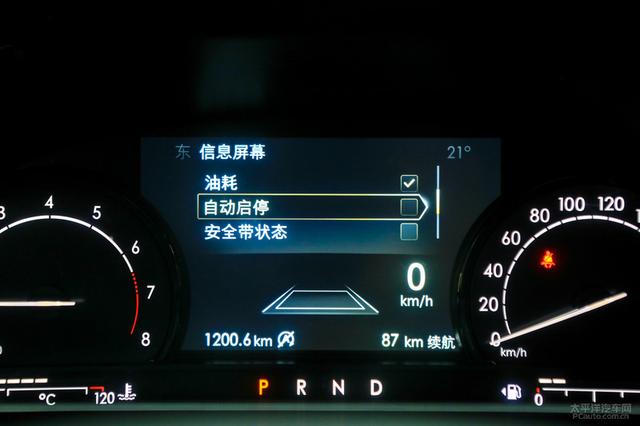 东 信息屏幕 21°
油耗
自动启停
安全带状态
3 4 5 6 7 8
0 20 40 60 80 100 120
km/h
0
km/h
1200.6 km 87 km 续航
P R N D
°C 120
0
太平洋汽车网
PCauto.com.cn